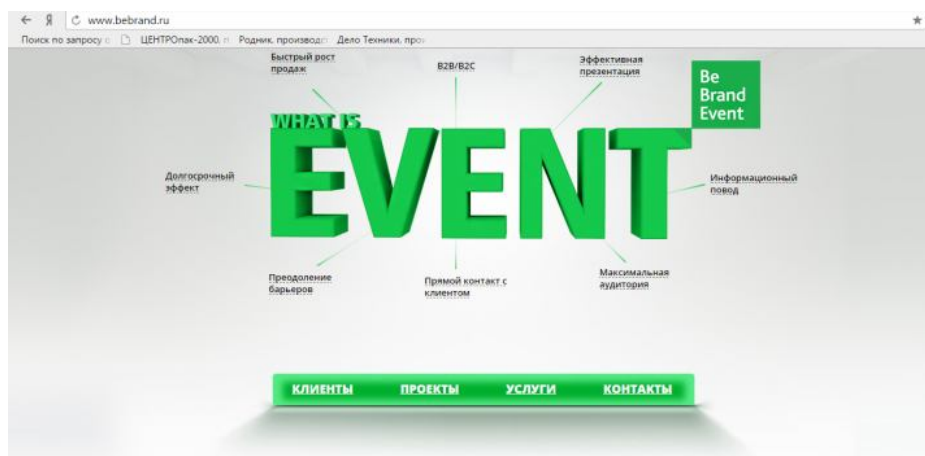 www.bebrand.ru
Поиск по запросу
ЦЕНТРОпак-2000.
Родник. производ
Дело Техники. про
Быстрый рост
продаж
B2B/B2C
Эффективная
презентация
Be
Brand
Event
WHAT IS
EVENT
Долгосрочный
эффект
Информационный
повод
Преодоление
барьеров
Прямой контакт с
клиентом
Максимальная
аудитория
КЛИЕНТЫ ПРОЕКТЫ УСЛУГИ КОНТАКТЫ